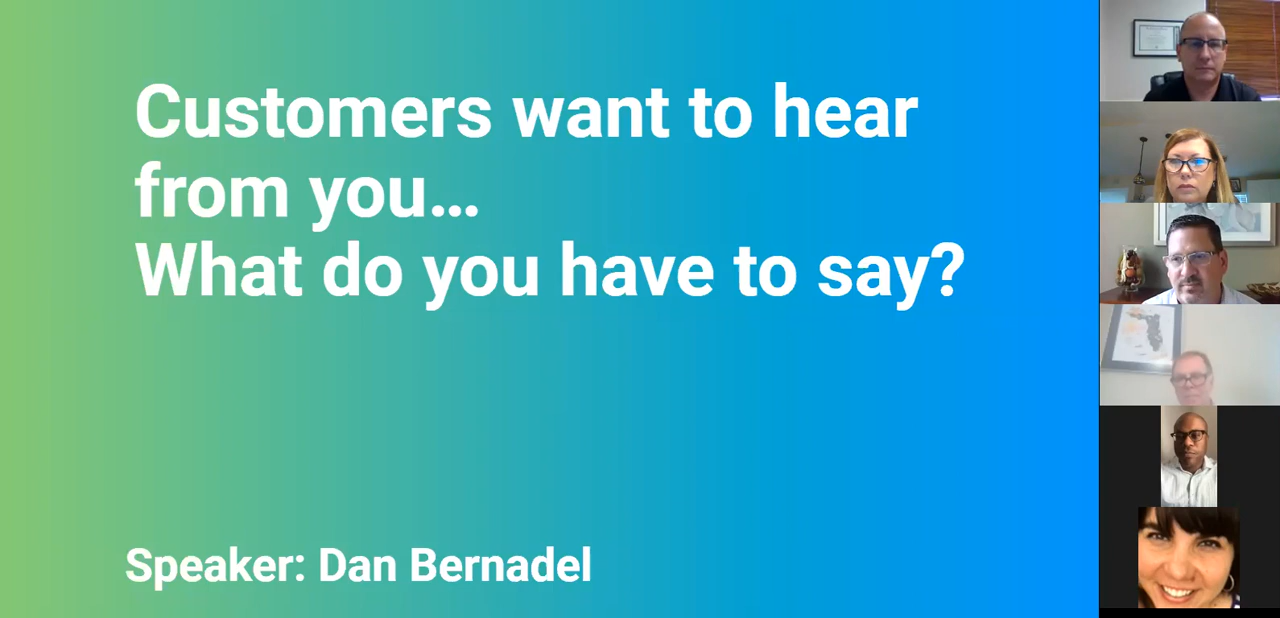 Customers want to hear
from you...
What do you have to say?
Speaker: Dan Bernadel